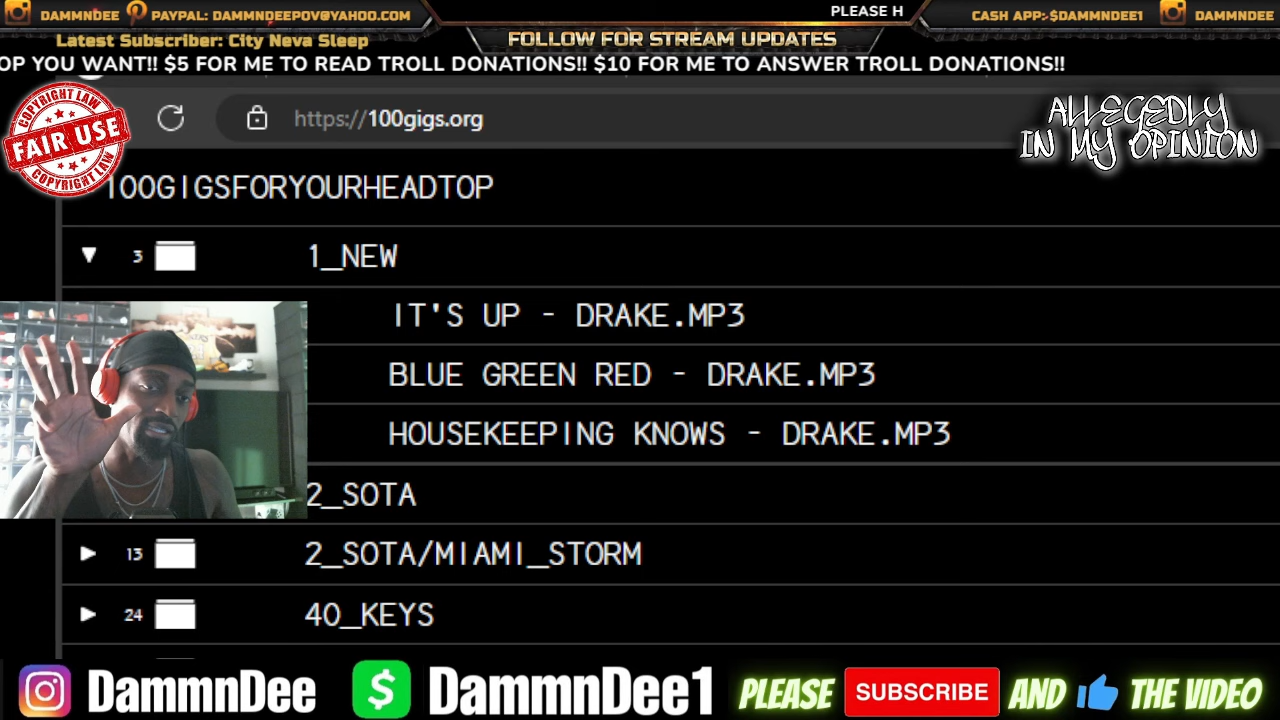 DAMMNDEE PAYPAL: DAMMNDEEPOV@YAHOO.COM
PLEASE H
CASH APP:$DAMMNDEE1 DAMMNDEE
Latest Subscriber: City Neva Sleep
FOLLOW FOR STREAM UPDATES
OP YOU WANT!! $5 FOR ME TO READ TROLL DONATIONS!! $10 FOR ME TO ANSWER TROLL DONATIONS!!
COPYRIGHT LAW
FAIR USE
COPYRIGHT LAW
https://100gigs.org
ALLEGEDLY
IN MY OPINION
100GIGSFORYOURHEADTOP
3 1_NEW
IT'S UP - DRAKE.MP3
BLUE GREEN RED - DRAKE.MP3
HOUSEKEEPING KNOWS - DRAKE.MP3
2_SOTA
13 2_SOTA/MIAMI_STORM
24 40_KEYS
DammnDee $ DammnDee1 PLEASE SUBSCRIBE AND THE VIDEO